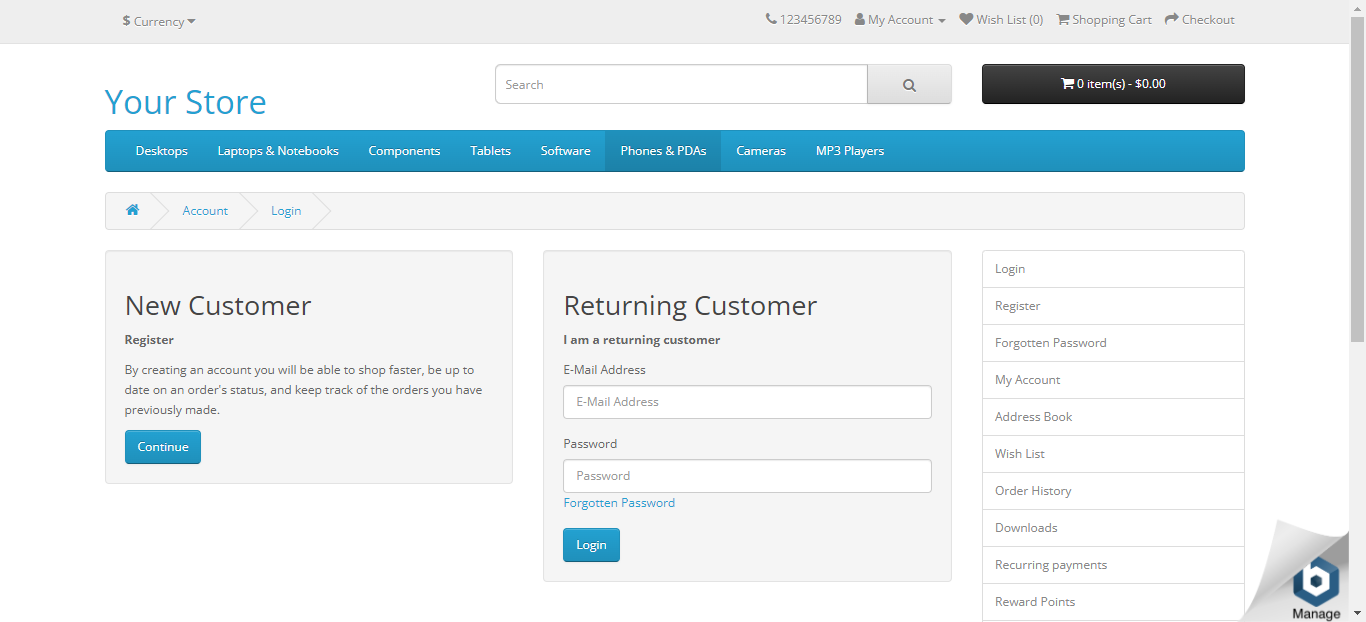 $ Currency
123456789 My Account Wish List (0) Shopping Cart Checkout
Your Store
Search
0 item(s) - $0.00
Desktops Laptops & Notebooks Components Tablets Software Phones & PDAs Cameras MP3 Players
Account Login
New Customer
Register
By creating an account you will be able to shop faster, be up to
date on an order's status, and keep track of the orders you have
previously made.
Continue
Returning Customer
I am a returning customer
E-Mail Address
E-Mail Address
Password
Password
Forgotten Password
Login
Login
Register
Forgotten Password
My Account
Address Book
Wish List
Order History
Downloads
Recurring payments
Reward Points
Manage